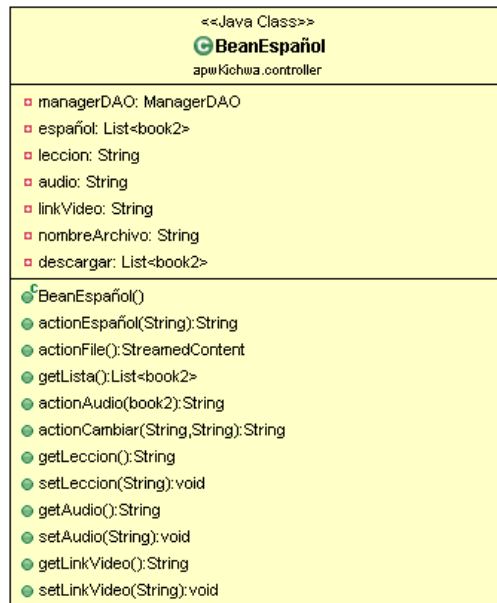 <<Java Class>>
BeanEspañol
apwKichwa.controller
managerDAO: ManagerDAO
español: List<book2>
leccion: String
audio: String
linkVideo: String
nombreArchivo: String
descargar: List<book2>
BeanEspañol()
actionEspañol(String):String
actionFile():StreamedContent
getLista():List<book2>
actionAudio(book2):String
actionCambiar(String,String):String
getLeccion():String
setLeccion(String):void
getAudio():String
setAudio(String):void
getLinkVideo():String
setLinkVideo(String):void